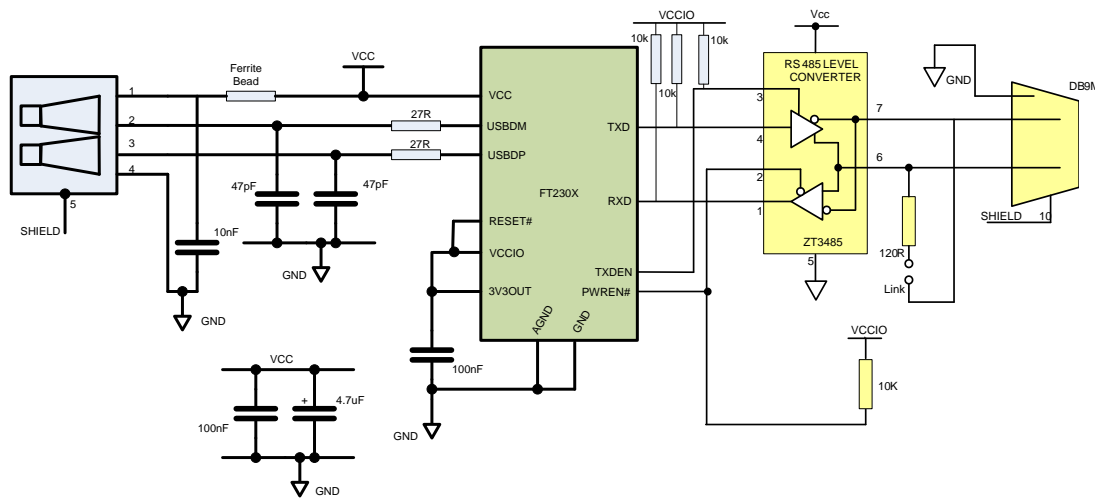 VCCIO
Vcc
10k
10k
10k
RS485 LEVEL
CONVERTER
GND
DB9M
VCC
Ferrite
Bead
1
2
3
4
5
SHIELD
27R
27R
47pF
47pF
10nF
GND
GND
VCC
USBDM
USBDP
FT230X
RESET#
VCCIO
3V3OUT
AGND
GND
TXD
RXD
TXDEN
PWREN#
3
4
2
1
7
6
5
ZT3485
120R
Link
SHIELD
10
VCCIO
10K
100nF
GND
VCC
100nF
+
4.7uF
GND